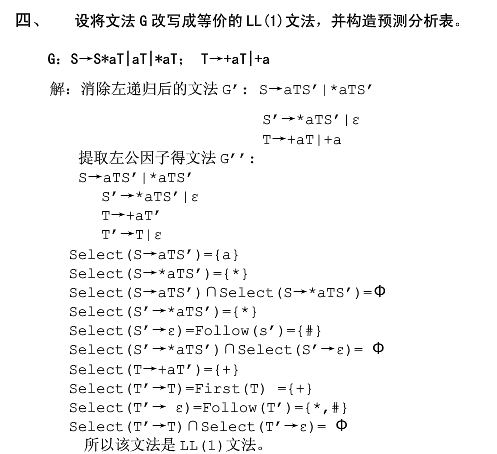 四、 设将文法G改写成等价的LL(1)文法，并构造预测分析表。
G: S→S*aT|aT|*aT; T→+aT|+a
解：消除左递归后的文法G′: S→aTS′|*aTS′
S′→*aTS′|ε
T→+aT|+a
提取左公因子得文法G′′:
S→aTS′|*aTS′
S′→*aTS′|ε
T→+aT′
T′→T|ε
Select(S→aTS′)={a}
Select(S→*aTS′)={*}
Select(S→aTS′)∩Select(S→*aTS′)=Φ
Select(S′→*aTS′)={*}
Select(S′→ε)=Follow(s′)={#}
Select(S′→*aTS′)∩Select(S′→ε)= Φ
Select(T→+aT′)={+}
Select(T′→T)=First(T) ={+}
Select(T′→ ε)=Follow(T′)={*,#}
Select(T′→T)∩Select(T′→ε)= Φ
所以该文法是LL(1)文法。